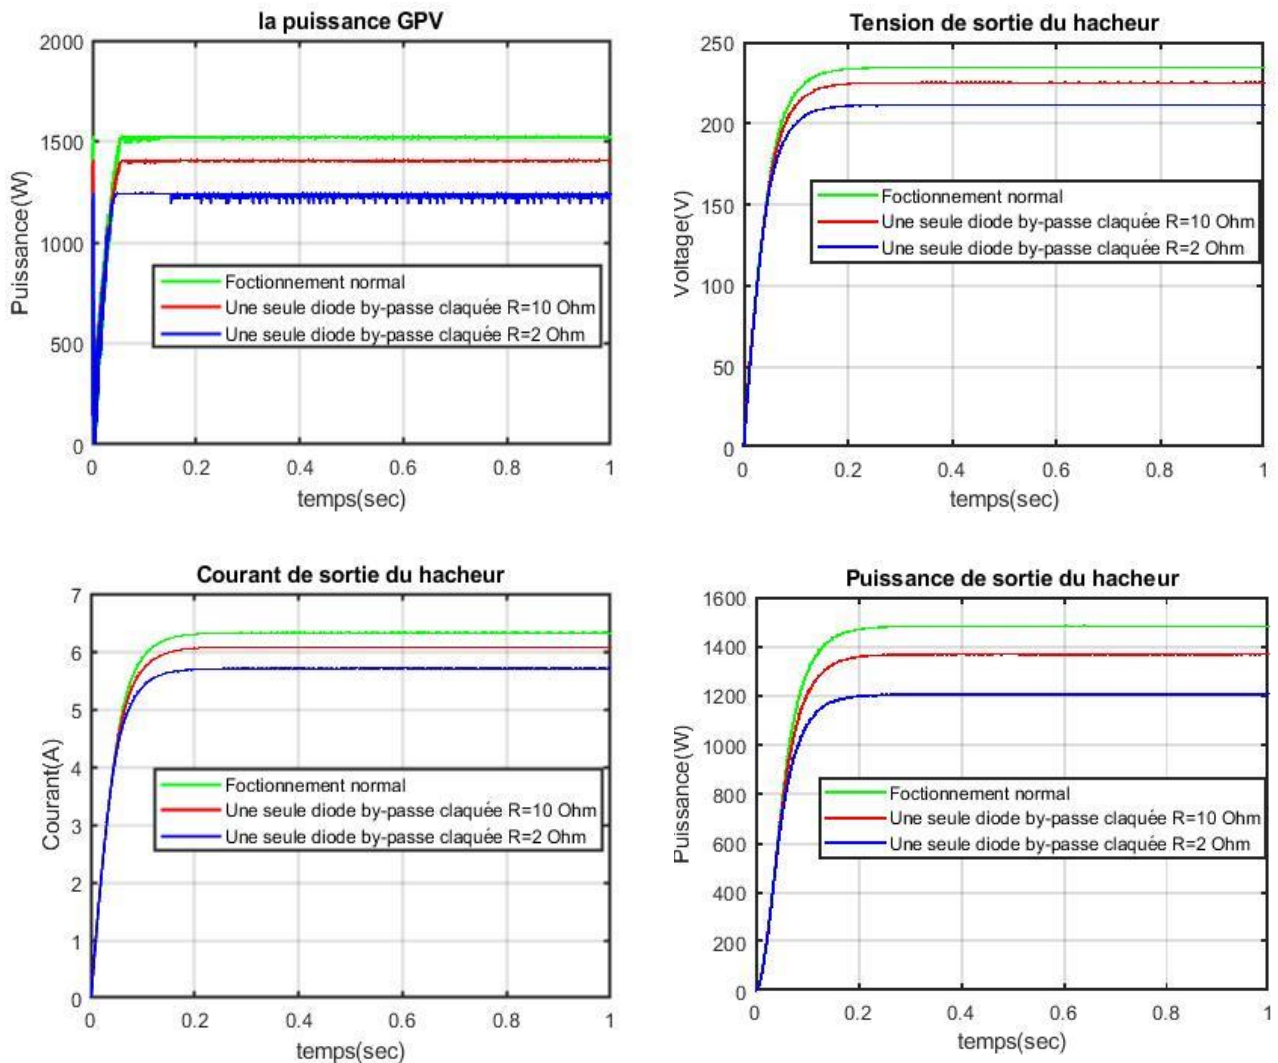 la puissance GPV
2000
1500
1000
500
0
Puissance(W)
Foctionnement normal
Une seule diode by-passe claquée R=10 Ohm
Une seule diode by-passe claquée R=2 Ohm
0 0.2 0.4 0.6 0.8 1
temps(sec)
Tension de sortie du hacheur
250
200
150
100
50
0
Voltage(V)
Foctionnement normal
Une seule diode by-passe claquée R=10 Ohm
Une seule diode by-passe claquée R=2 Ohm
0 0.2 0.4 0.6 0.8 1
temps(sec)
Courant de sortie du hacheur
7
6
5
4
3
2
1
0
Courant(A)
Foctionnement normal
Une seule diode by-passe claquée R=10 Ohm
Une seule diode by-passe claquée R=2 Ohm
0 0.2 0.4 0.6 0.8 1
temps(sec)
Puissance de sortie du hacheur
1600
1400
1200
1000
800
600
400
200
0
Puissance(W)
Foctionnement normal
Une seule diode by-passe claquée R=10 Ohm
Une seule diode by-passe claquée R=2 Ohm
0 0.2 0.4 0.6 0.8 1
temps(sec)